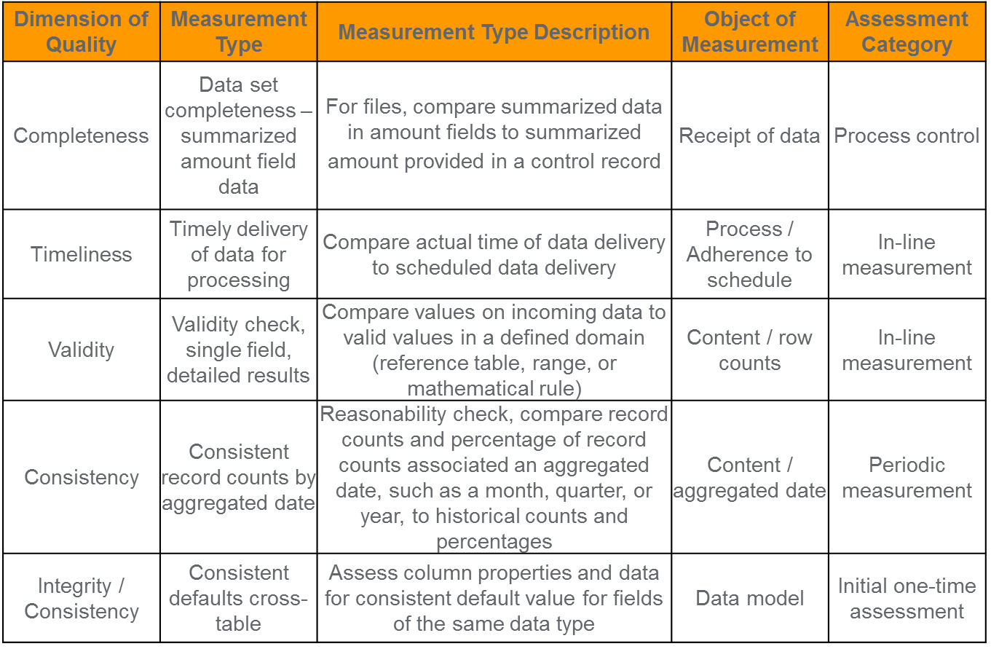 Dimension of
Quality
Measurement
Type
Measurement Type Description
Object of
Measurement
Assessment
Category
Completeness
Data set
completeness –
summarized
amount field
data
For files, compare summarized data
in amount fields to summarized
amount provided in a control record
Receipt of data
Process control
Timeliness
Timely delivery
of data for
processing
Compare actual time of data delivery
to scheduled data delivery
Process /
Adherence to
schedule
In-line
measurement
Validity
Validity check,
single field,
detailed results
Compare values on incoming data to
valid values in a defined domain
(reference table, range, or
mathematical rule)
Content / row
counts
In-line
measurement
Consistency
Consistent
record counts by
aggregated date
Reasonability check, compare record
counts and percentage of record
counts associated an aggregated
date, such as a month, quarter, or
year, to historical counts and
percentages
Content /
aggregated date
Periodic
measurement
Integrity /
Consistency
Consistent
defaults cross-
table
Assess column properties and data
for consistent default value for fields
of the same data type
Data model
Initial one-time
assessment